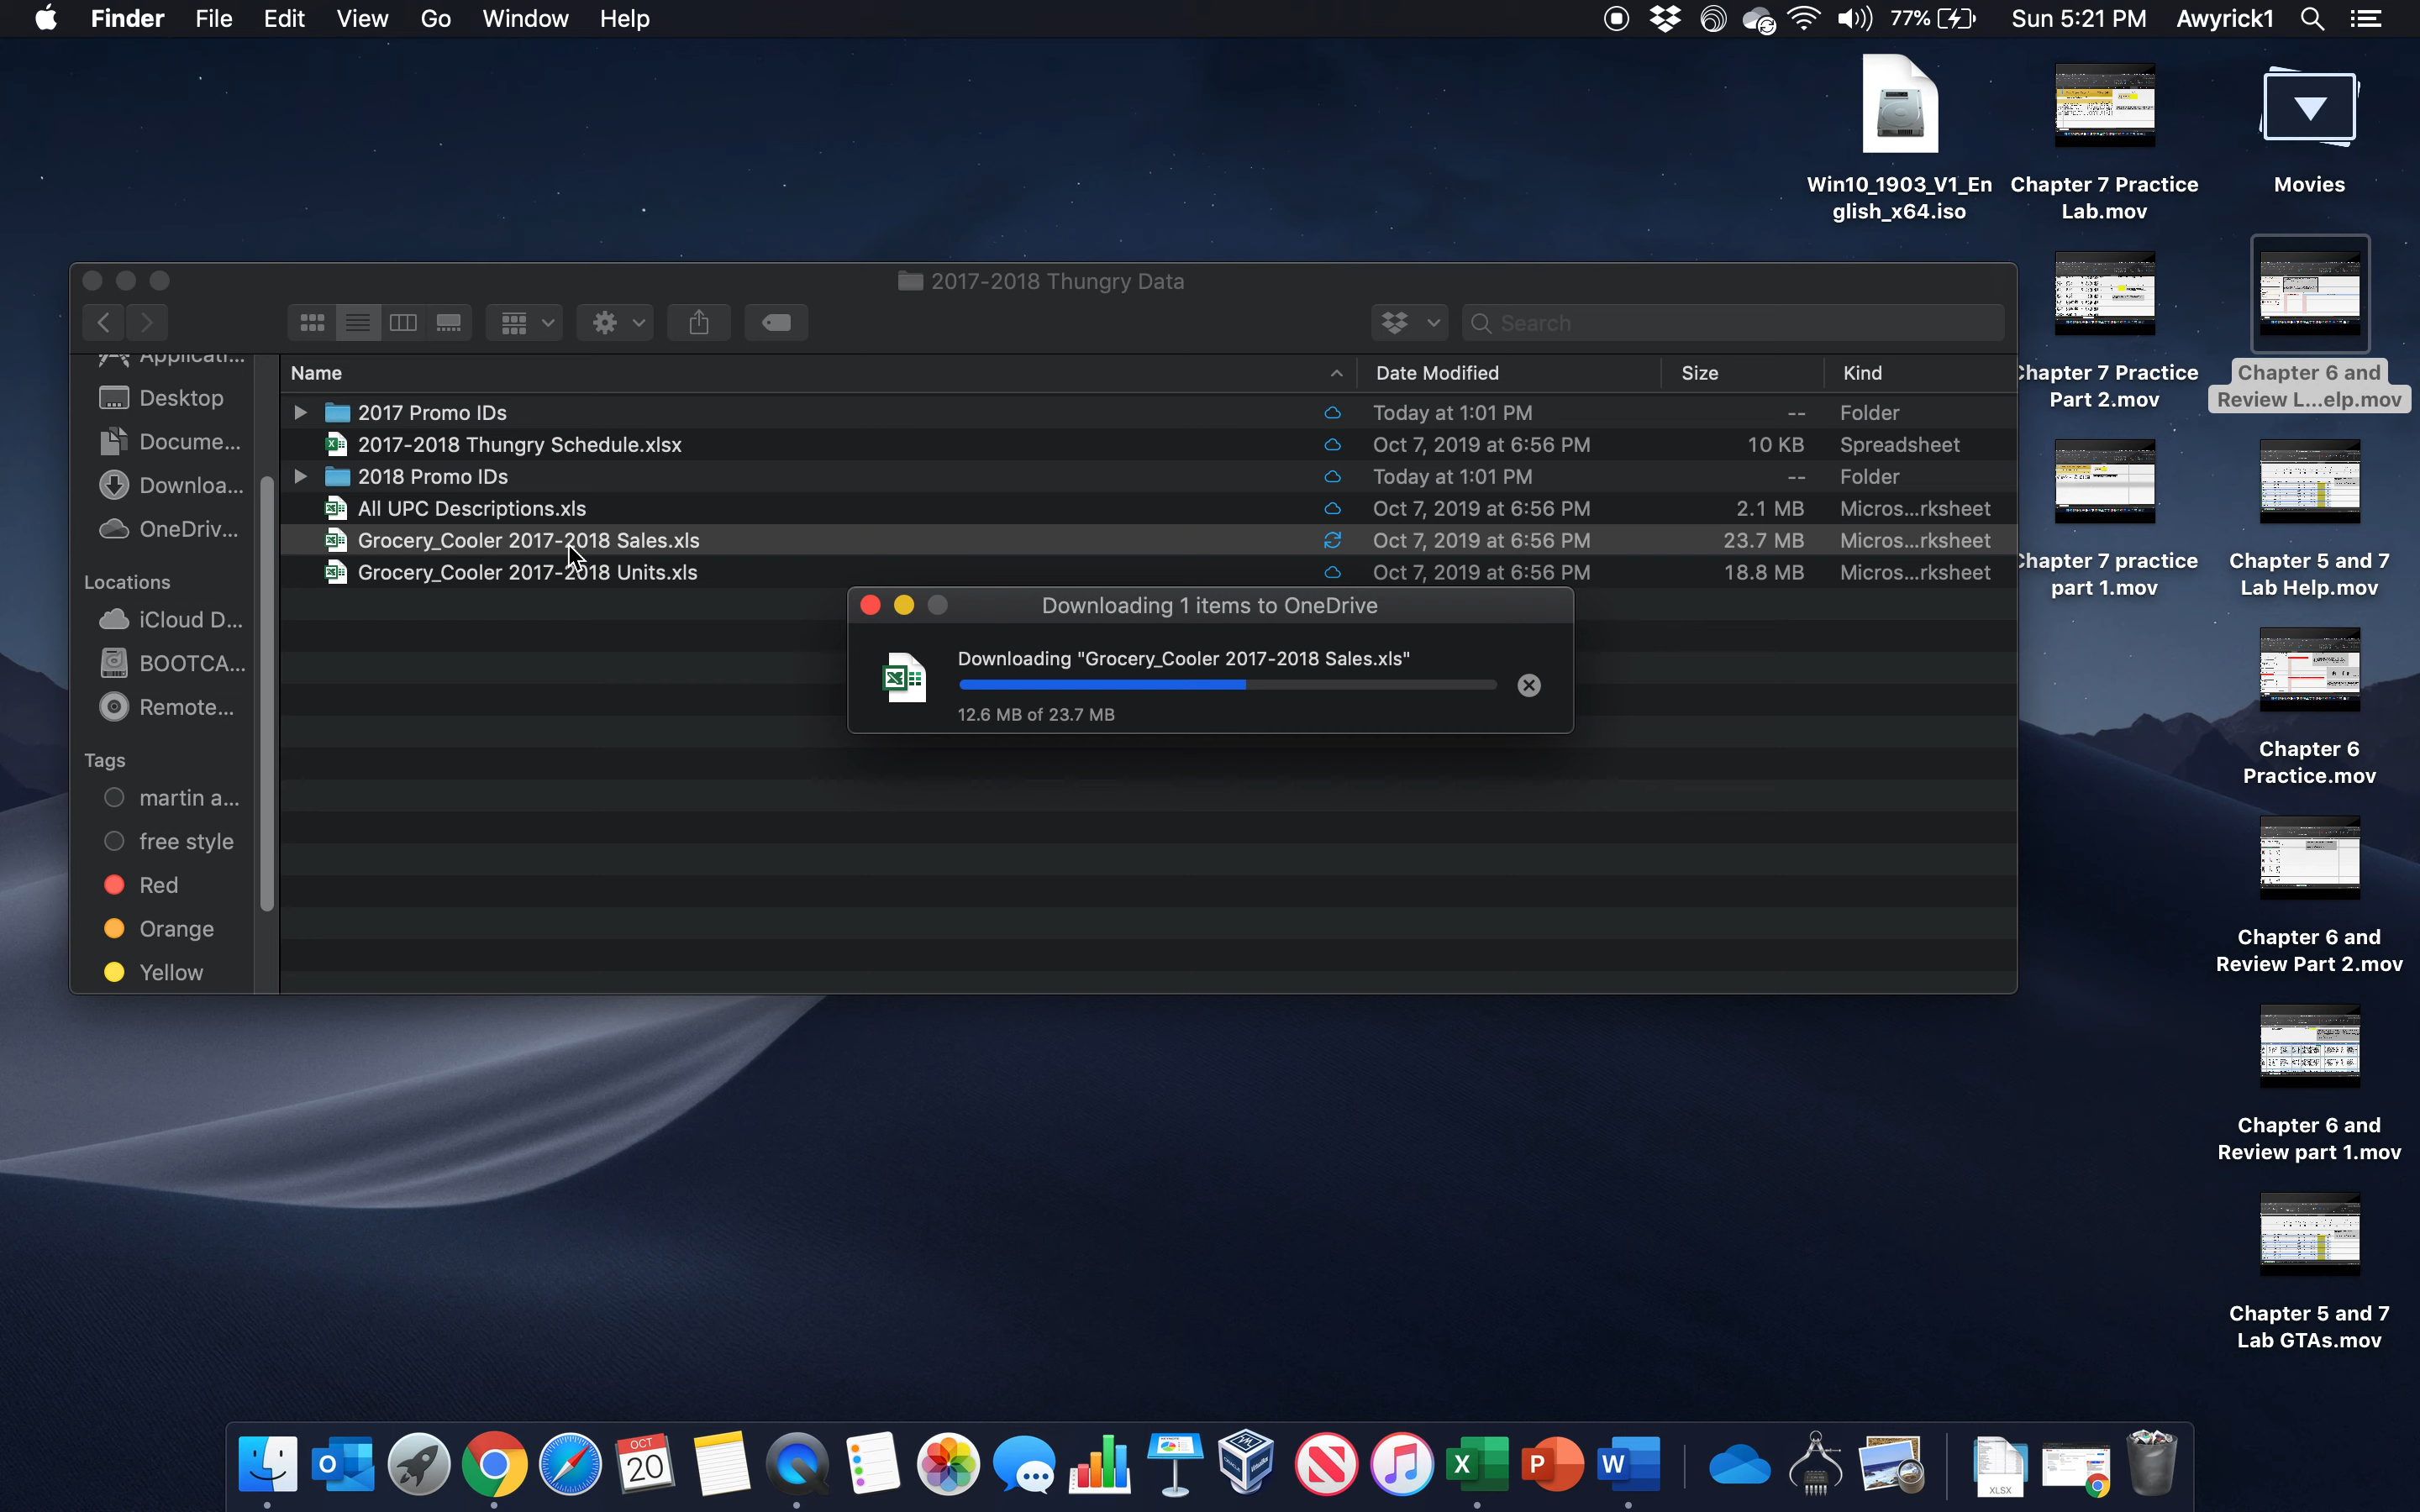 Finder File Edit View Go Window Help 77% Sun 5:21 PM Awyrick1
Win10_1903_V1_En
glish_x64.iso
Chapter 7 Practice
Lab.mov
Movies
2017-2018 Thungry Data
Search
Applicati...
Desktop
Docume...
Downloa...
OneDriv...
Locations
iCloud D...
BOOTCA...
Remote...
Tags
martin a...
free style
Red
Orange
Yellow
Name Date Modified Size Kind
2017 Promo IDs Today at 1:01 PM -- Folder
2017-2018 Thungry Schedule.xlsx Oct 7, 2019 at 6:56 PM 10 KB Spreadsheet
2018 Promo IDs Today at 1:01 PM -- Folder
All UPC Descriptions.xls Oct 7, 2019 at 6:56 PM 2.1 MB Micros...rksheet
Grocery_Cooler 2017-2018 Sales.xls Oct 7, 2019 at 6:56 PM 23.7 MB Micros...rksheet
Grocery_Cooler 2017-2018 Units.xls Oct 7, 2019 at 6:56 PM 18.8 MB Micros...rksheet
Downloading 1 items to OneDrive
Downloading "Grocery_Cooler 2017-2018 Sales.xls"
12.6 MB of 23.7 MB
Chapter 7 Practice
Part 2.mov
Chapter 6 and
Review L...elp.mov
Chapter 7 practice
part 1.mov
Chapter 5 and 7
Lab Help.mov
Chapter 6
Practice.mov
Chapter 6 and
Review Part 2.mov
Chapter 6 and
Review part 1.mov
Chapter 5 and 7
Lab GTAs.mov
OCT
20
XLSX